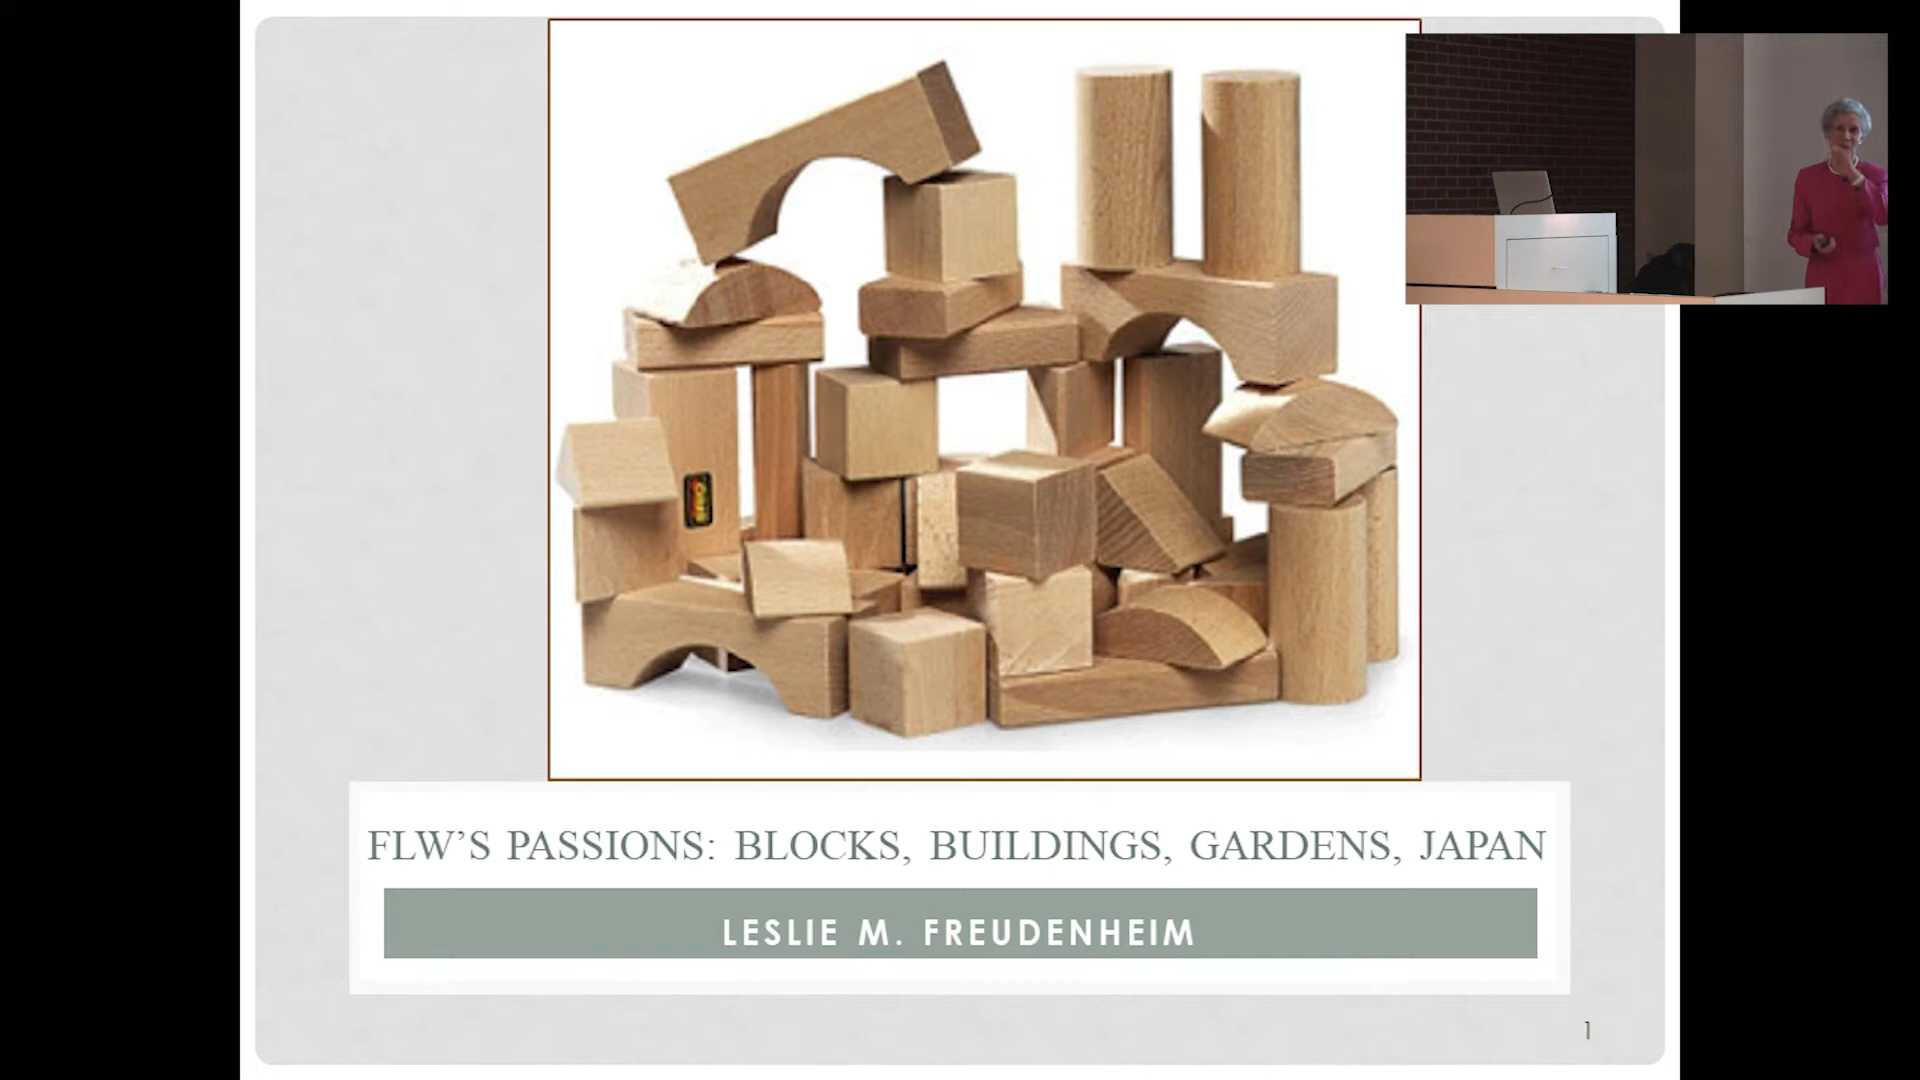 FLW'S PASSIONS: BLOCKS, BUILDINGS, GARDENS, JAPAN
LESLIE M. FREUDENHEIM
1